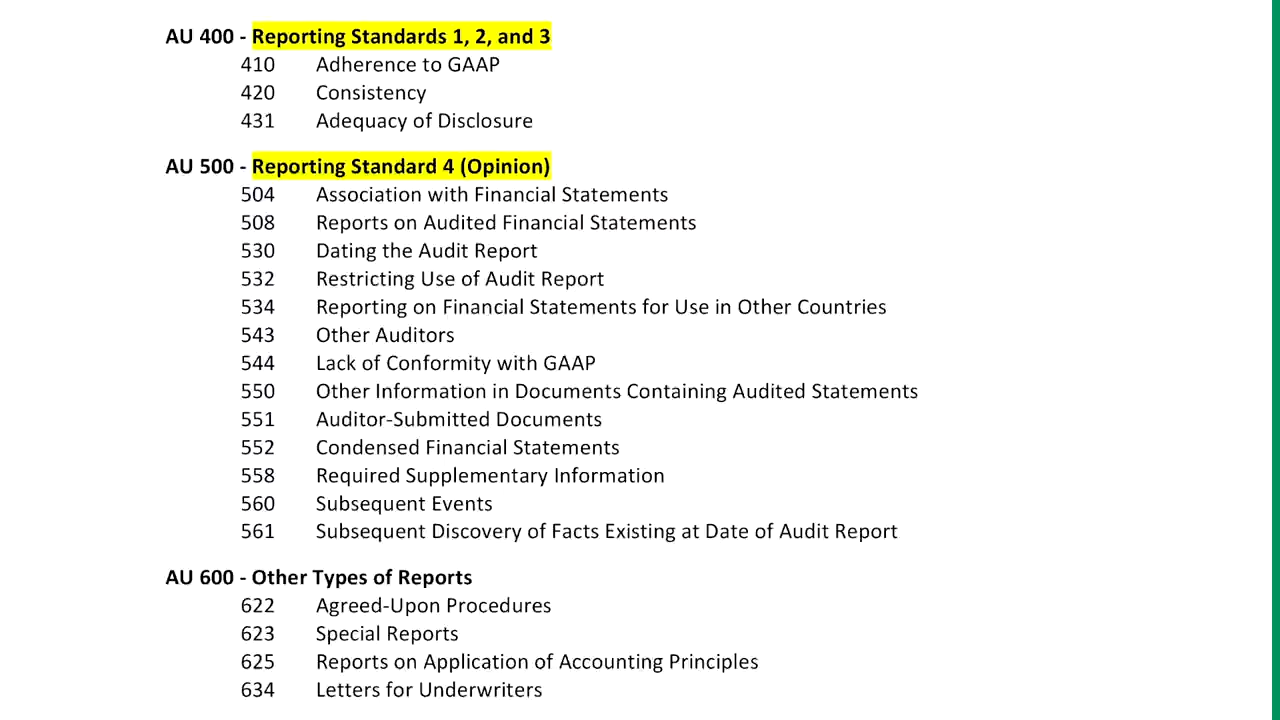 AU 400 - Reporting Standards 1, 2, and 3
410 Adherence to GAAP
420 Consistency
431 Adequacy of Disclosure
AU 500 - Reporting Standard 4 (Opinion)
504 Association with Financial Statements
508 Reports on Audited Financial Statements
530 Dating the Audit Report
532 Restricting Use of Audit Report
534 Reporting on Financial Statements for Use in Other Countries
543 Other Auditors
544 Lack of Conformity with GAAP
550 Other Information in Documents Containing Audited Statements
551 Auditor-Submitted Documents
552 Condensed Financial Statements
558 Required Supplementary Information
560 Subsequent Events
561 Subsequent Discovery of Facts Existing at Date of Audit Report
AU 600 - Other Types of Reports
622 Agreed-Upon Procedures
623 Special Reports
625 Reports on Application of Accounting Principles
634 Letters for Underwriters